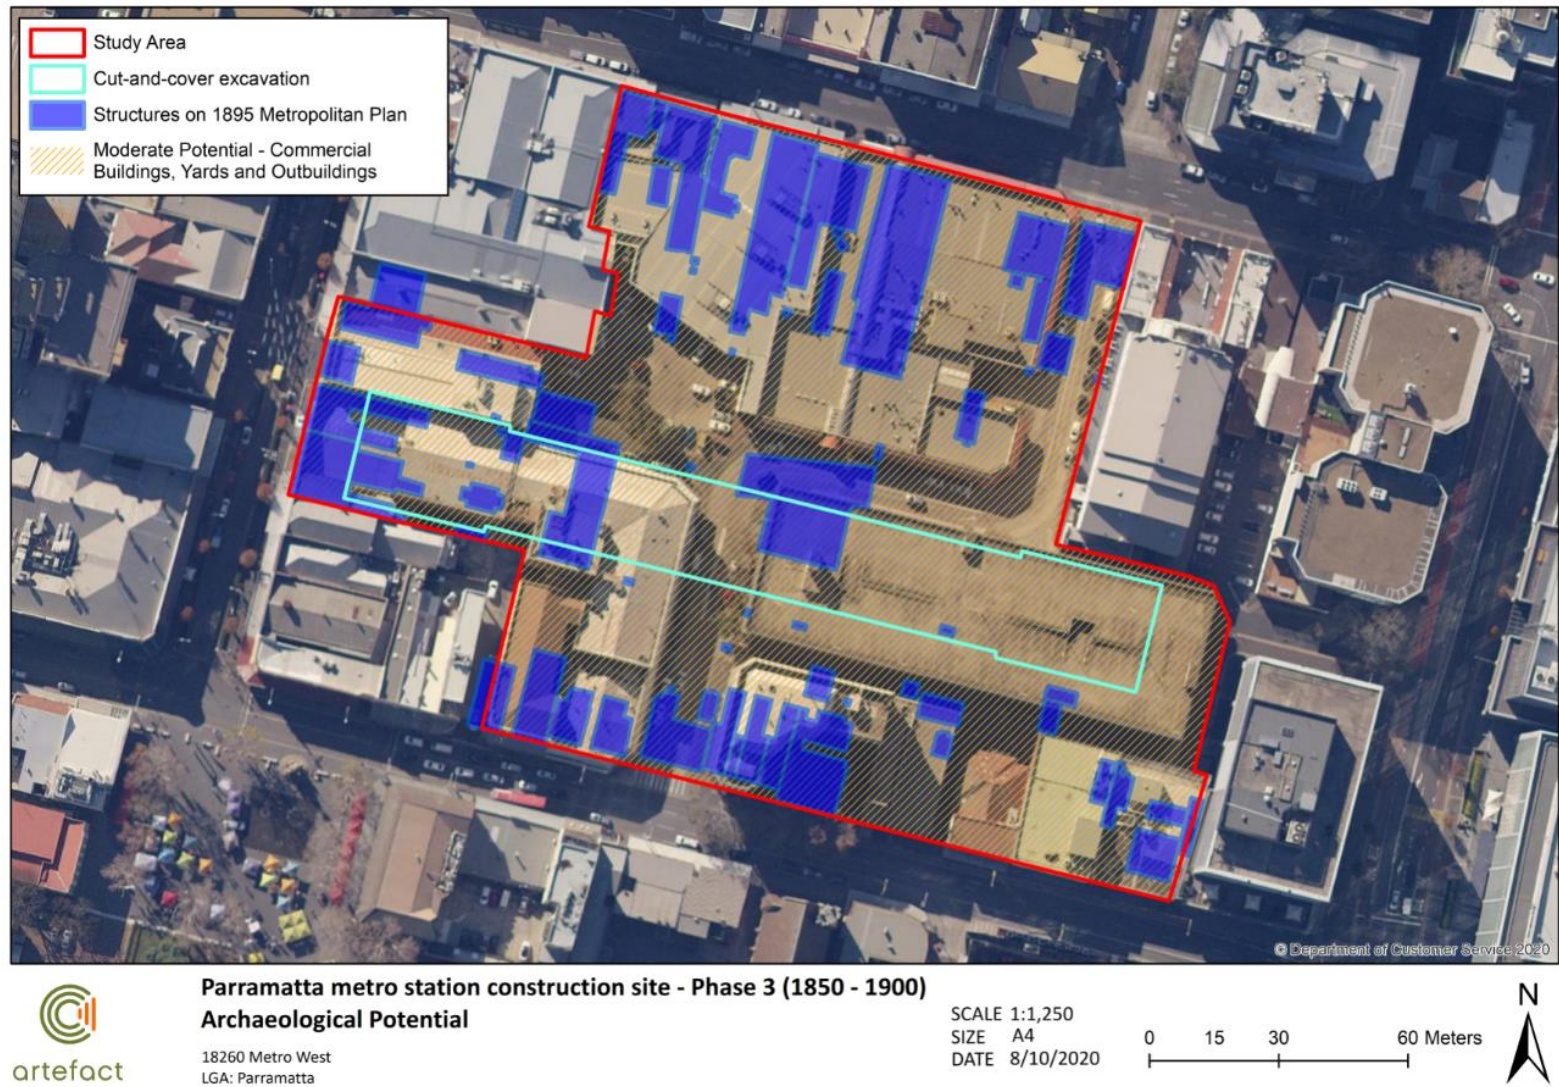 Study Area
Cut-and-cover excavation
Structures on 1895 Metropolitan Plan
Moderate Potential - Commercial
Buildings, Yards and Outbuildings
© Department of Customer Service 2020
Parramatta metro station construction site - Phase 3 (1850 - 1900)
Archaeological Potential
18260 Metro West
LGA: Parramatta
artefact
SCALE 1:1,250
SIZE A4
DATE 8/10/2020
0 15 30 60 Meters
N